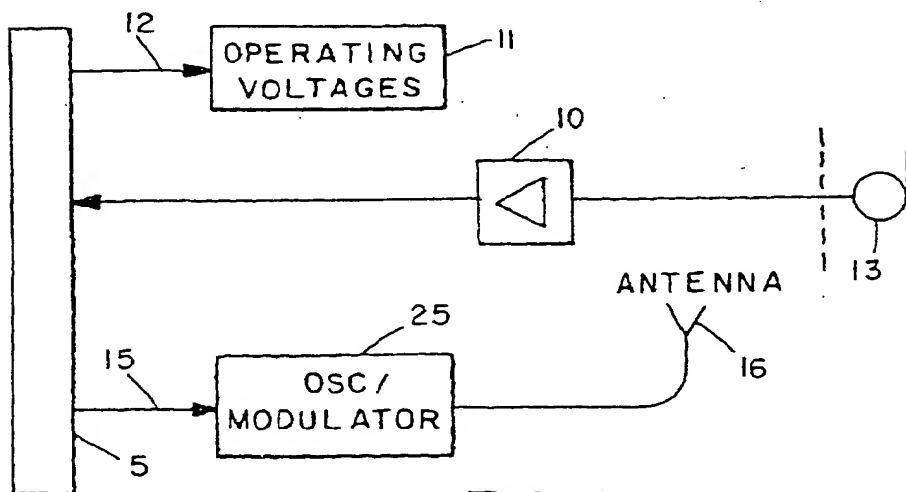 12
OPERATING
VOLTAGES
11
10
13
ANTENNA
16
25
15
OSC/
MODULATOR
5